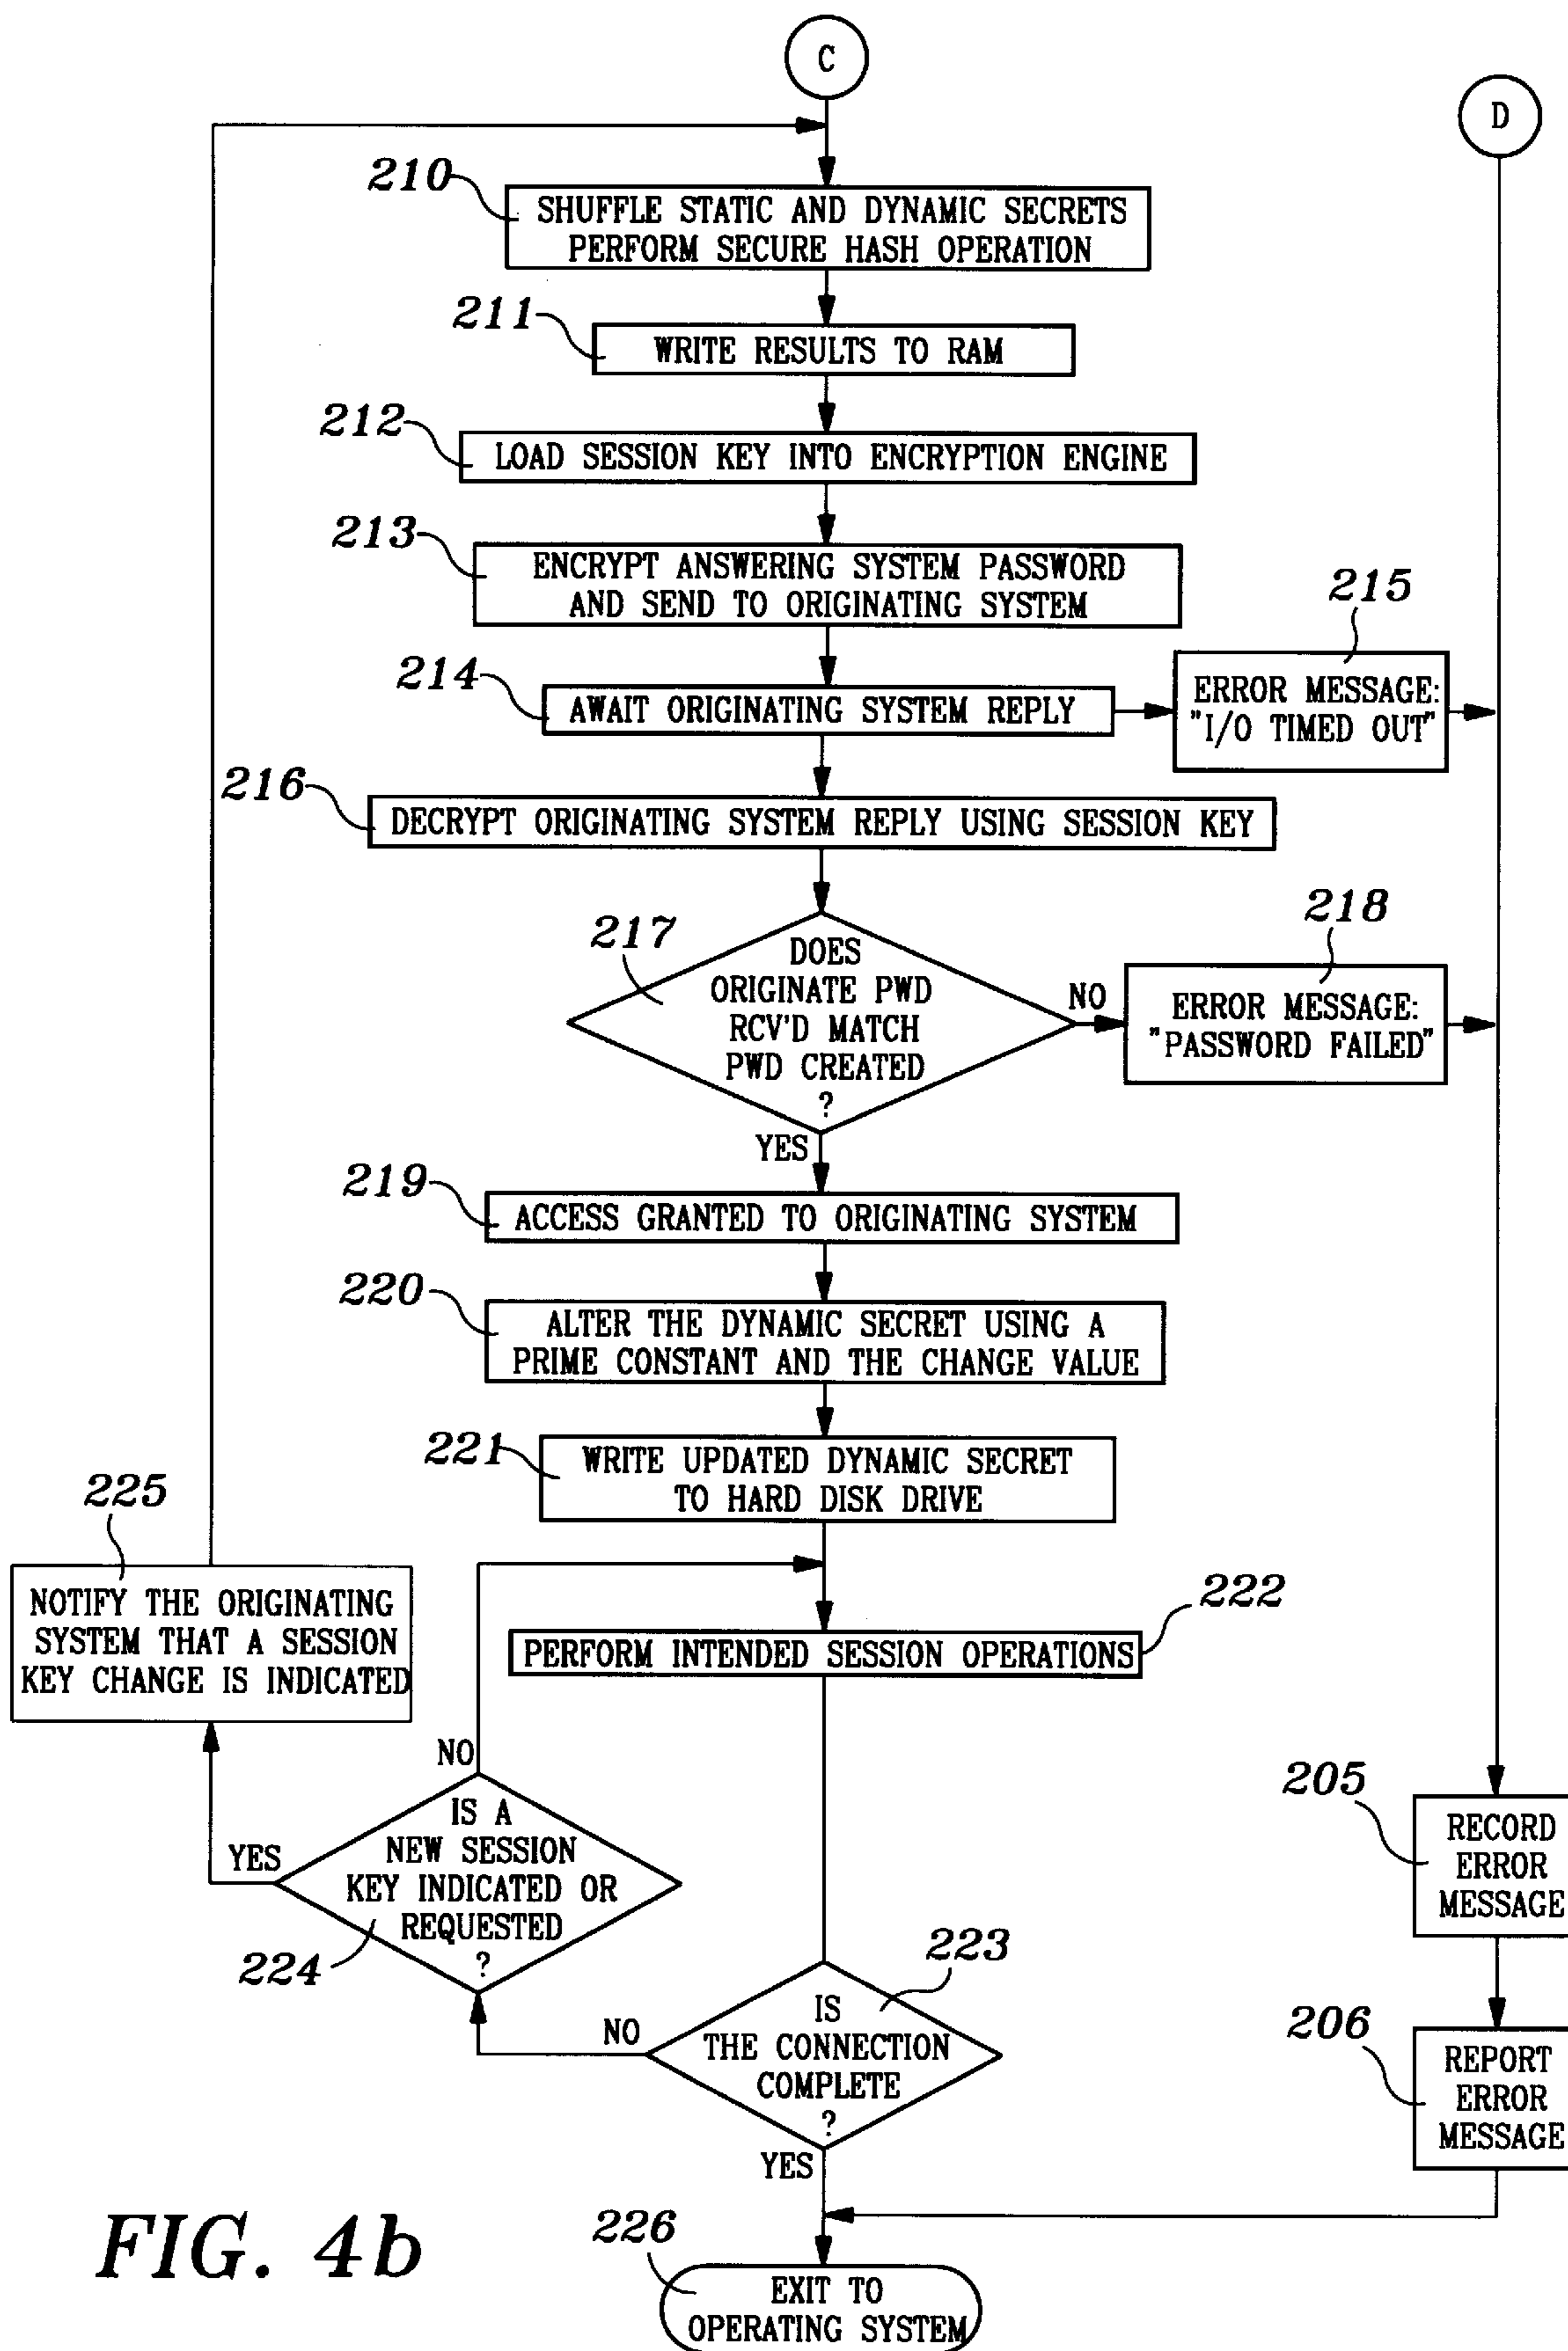 C
D
210
SHUFFLE STATIC AND DYNAMIC SECRETS
PERFORM SECURE HASH OPERATION
211
WRITE RESULTS TO RAM
212
LOAD SESSION KEY INTO ENCRYPTION ENGINE
213
ENCRYPT ANSWERING SYSTEM PASSWORD
AND SEND TO ORIGINATING SYSTEM
214
AWAIT ORIGINATING SYSTEM REPLY
215
ERROR MESSAGE:
"I/O TIMED OUT"
216
DECRYPT ORIGINATING SYSTEM REPLY USING SESSION KEY
217
DOES
ORIGINATE PWD
RCV'D MATCH
PWD CREATED
?
NO
218
ERROR MESSAGE:
"PASSWORD FAILED"
YES
219
ACCESS GRANTED TO ORIGINATING SYSTEM
220
ALTER THE DYNAMIC SECRET USING A
PRIME CONSTANT AND THE CHANGE VALUE
221
WRITE UPDATED DYNAMIC SECRET
TO HARD DISK DRIVE
225
NOTIFY THE ORIGINATING
SYSTEM THAT A SESSION
KEY CHANGE IS INDICATED
222
PERFORM INTENDED SESSION OPERATIONS
NO
YES
IS A
NEW SESSION
KEY INDICATED OR
REQUESTED
?
224
205
RECORD
ERROR
MESSAGE
223
IS
THE CONNECTION
COMPLETE
?
NO
YES
206
REPORT
ERROR
MESSAGE
226
EXIT TO
OPERATING SYSTEM
FIG. 4b